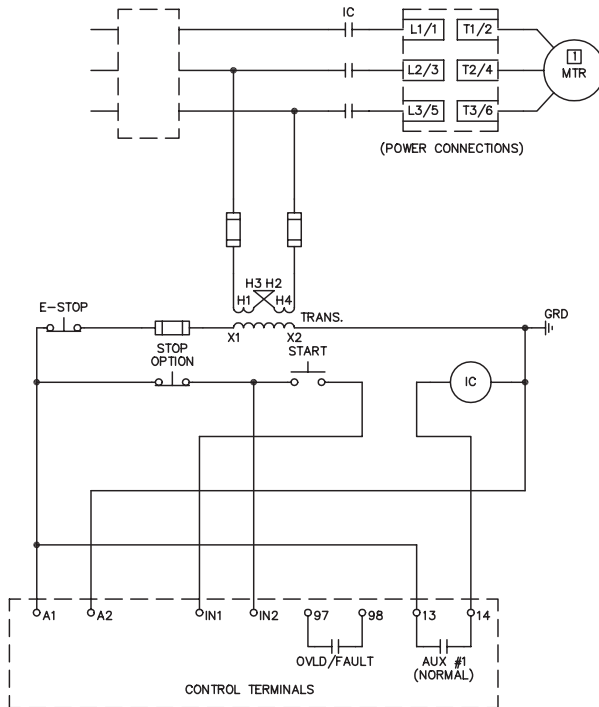 IC
L1/1 T1/2
1
L2/3 T2/4 MTR
L3/5 T3/6
(POWER CONNECTIONS)
H3 H2
H1 H4
E-STOP TRANS. GRD
X1 X2
STOP
OPTION
START
IC
A1 A2 IN1 IN2 97 98 13 14
OVLD/FAULT
AUX #1
(NORMAL)
CONTROL TERMINALS